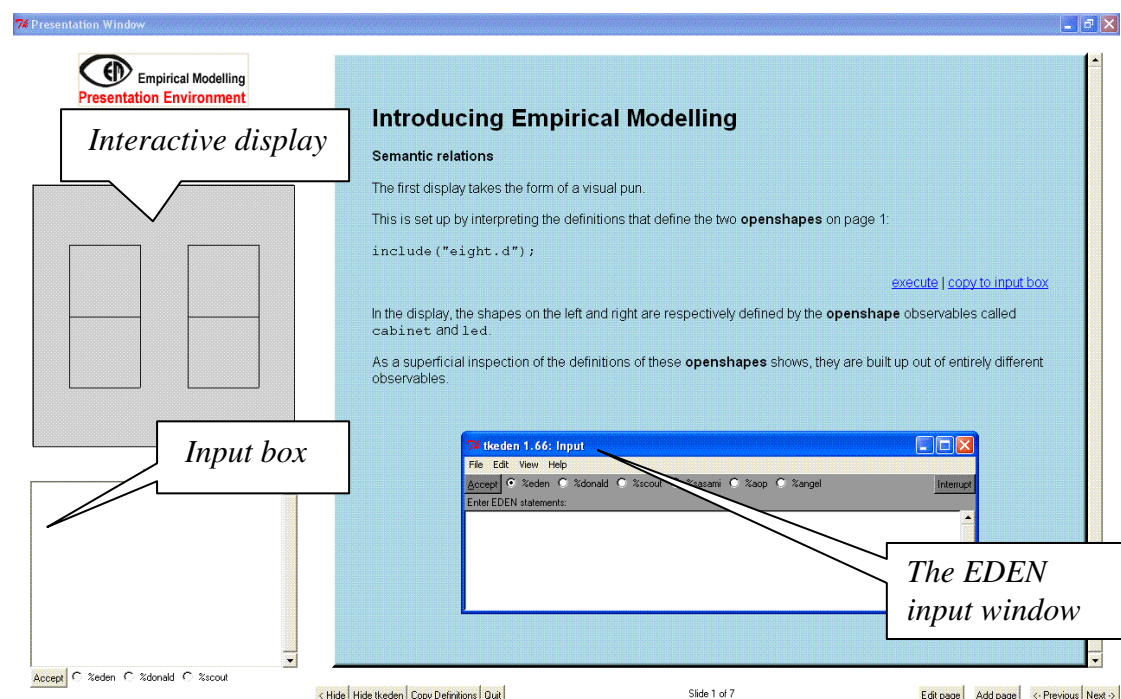 Presentation Window
EM
Empirical Modelling
Presentation Environment
Interactive display
Introducing Empirical Modelling
Semantic relations
The first display takes the form of a visual pun.
This is set up by interpreting the definitions that define the two openshapes on page 1:
include("eight.d");
execute | copy to input box
In the display, the shapes on the left and right are respectively defined by the openshape observables called
cabinet and led.
As a superficial inspection of the definitions of these openshapes shows, they are built up out of entirely different
observables.
Input box
tkeden 1.66: Input
File Edit View Help
Accept %eden %donald %scout %sasami %aop %angel Interrupt
Enter EDEN statements:
The EDEN
input window
Accept %eden %donald %scout
< Hide Hide tkeden Copy Definitions Quit Slide 1 of 7 Edit page Add page <- Previous Next ->